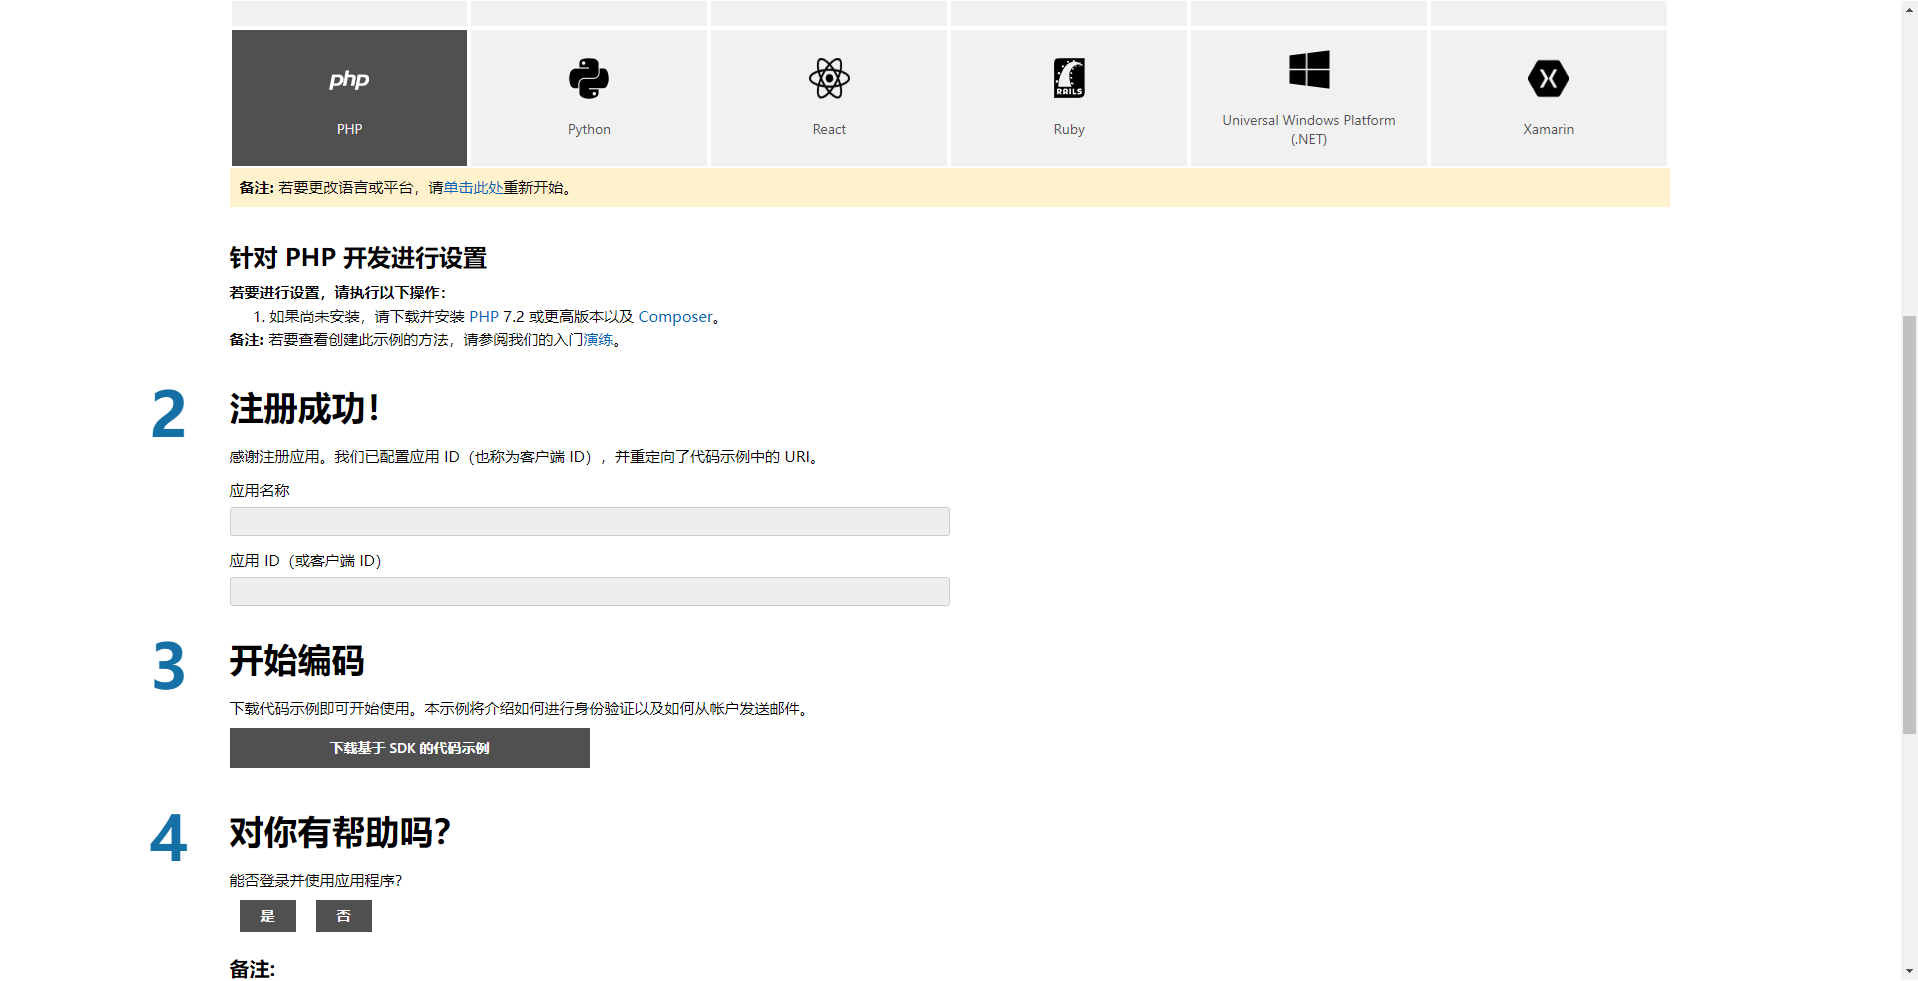 php
PHP
Python
React
RAILS
Ruby
Universal Windows Platform
(.NET)
Xamarin
备注: 若要更改语言或平台，请单击此处重新开始。
针对 PHP 开发进行设置
若要进行设置，请执行以下操作：
1. 如果尚未安装，请下载并安装 PHP 7.2 或更高版本以及 Composer。
备注: 若要查看创建此示例的方法，请参阅我们的入门演练。
2
注册成功！
感谢注册应用。我们已配置应用 ID（也称为客户端 ID），并重定向了代码示例中的 URI。
应用名称
应用 ID（或客户端 ID）
3
开始编码
下载代码示例即可开始使用。本示例将介绍如何进行身份验证以及如何从帐户发送邮件。
下载基于 SDK 的代码示例
4
对你有帮助吗？
能否登录并使用应用程序？
是
否
备注: